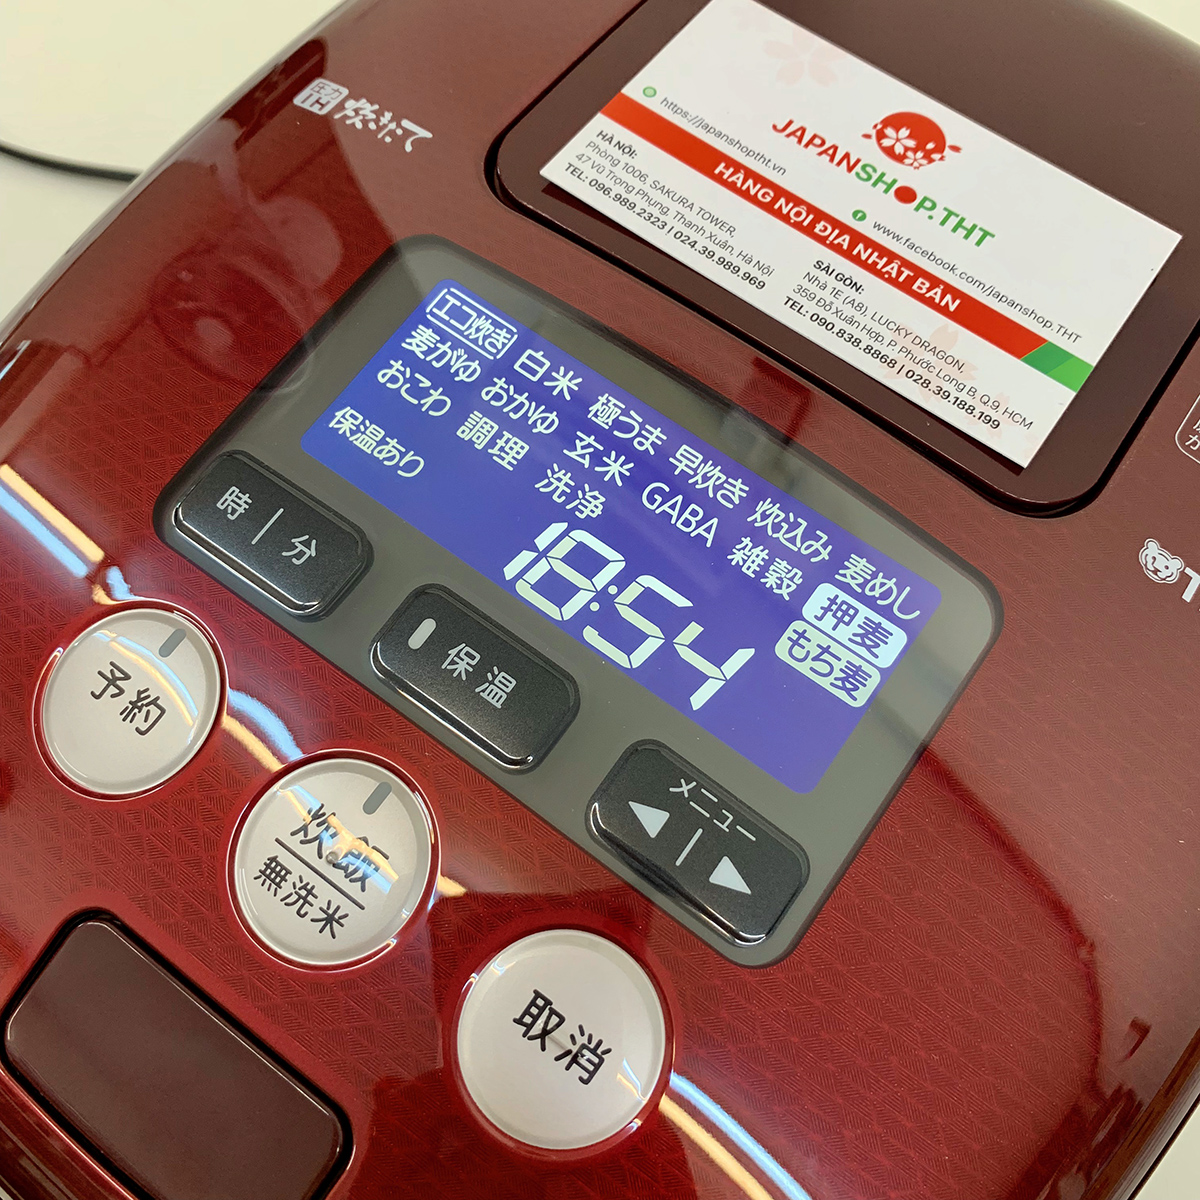 炊きたて
https://japanshoptht.vn
JAPANSHOP.THT
www.facebook.com/japanshop.THT
HÀNG NỘI ĐỊA NHẬT BẢN
HÀ NỘI:
Phòng 1006, SAKURA TOWER,
47 Vũ Trọng Phụng, Thanh Xuân, Hà Nội
TEL: 096.989.2323 | 024.39.989.969
SÀI GÒN:
Nhà 1E (A8), LUCKY DRAGON,
359 Đỗ Xuân Hợp, P. Phước Long B, Q.9, HCM
TEL: 090.838.8868 | 028.39.188.199
エコ炊き 白米 極うま 早炊き 炊込み 麦めし
麦がゆ おかゆ 玄米 GABA 雑穀 押麦
おこわ 調理 洗浄 もち麦
保温あり
18:54
時 | 分
保温
メニュー
◀ | ▶
予約
炊飯
無洗米
取消